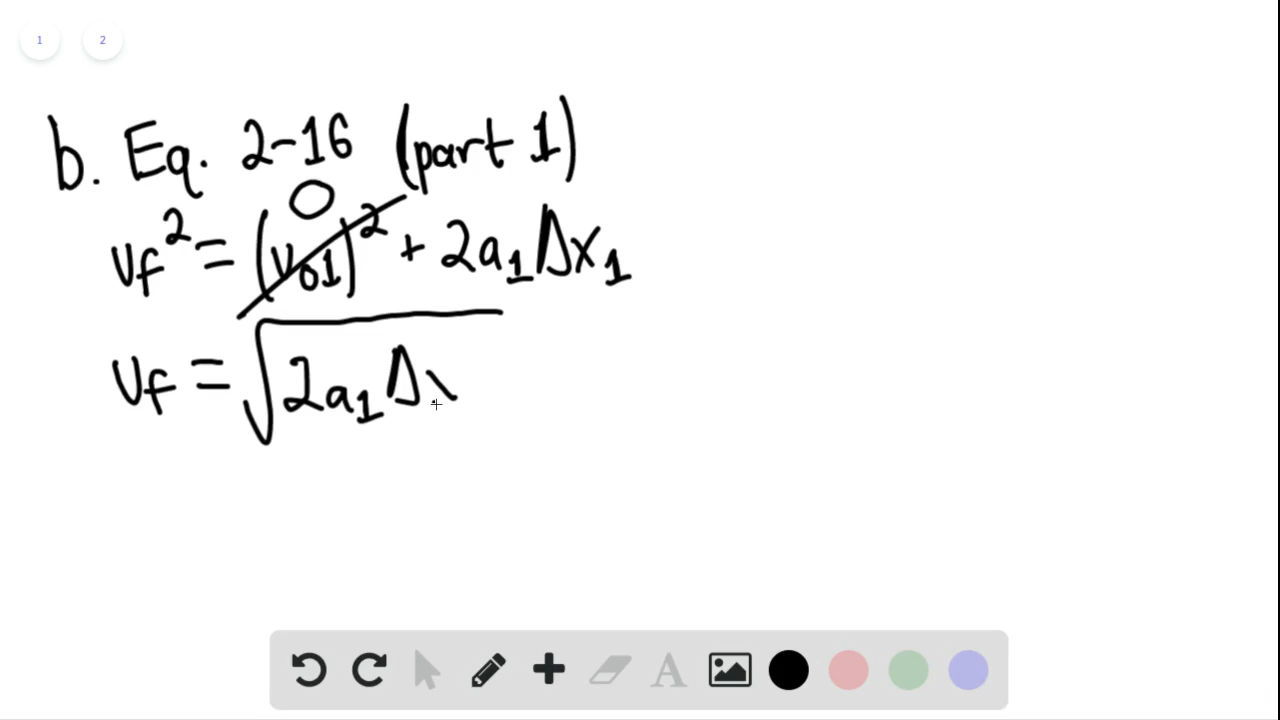 1 2
b. Eq. 2-16 (part 1)
0
vf² = (v₀1)² + 2a₁Δx₁
vf = √2a₁Δ
A